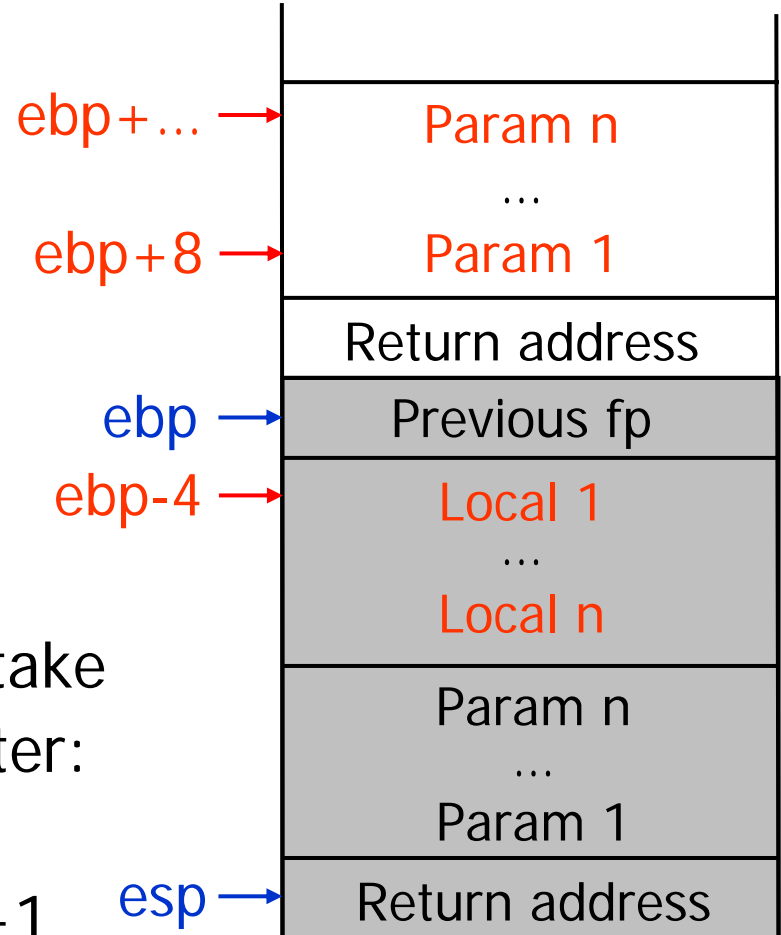 ebp+... Param n
...
ebp+8 Param 1
Return address
ebp Previous fp
ebp-4 Local 1
...
Local n
take
Param n
ter:
...
Param 1
esp Return address